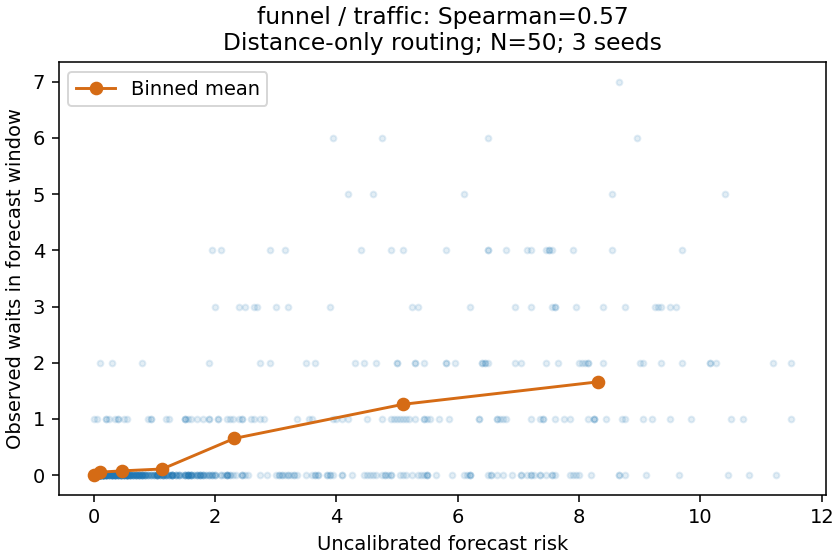 funnel / traffic: Spearman=0.57
Distance-only routing; N=50; 3 seeds
Binned mean
Observed waits in forecast window
7
6
5
4
3
2
1
0
0 2 4 6 8 10 12
Uncalibrated forecast risk